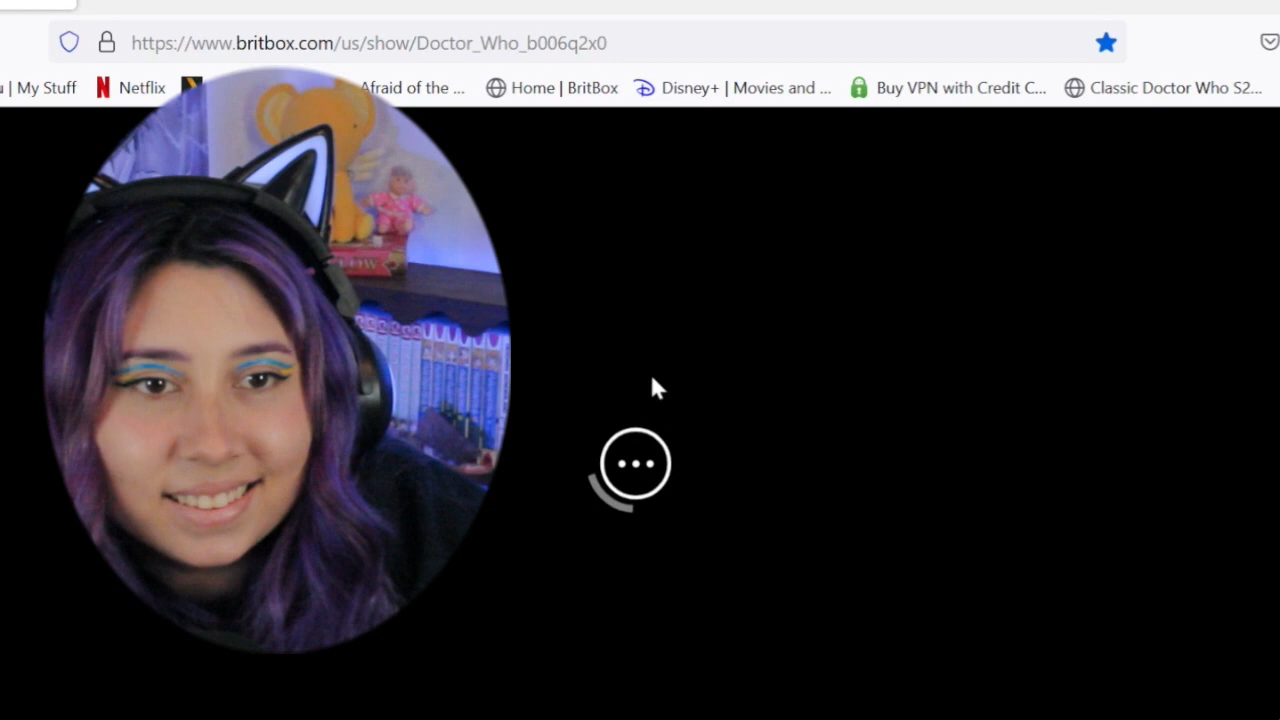 https://www.britbox.com/us/show/Doctor_Who_b006q2x0
| My Stuff Netflix Afraid of the ... Home | BritBox Disney+ | Movies and ... Buy VPN with Credit C... Classic Doctor Who S2...